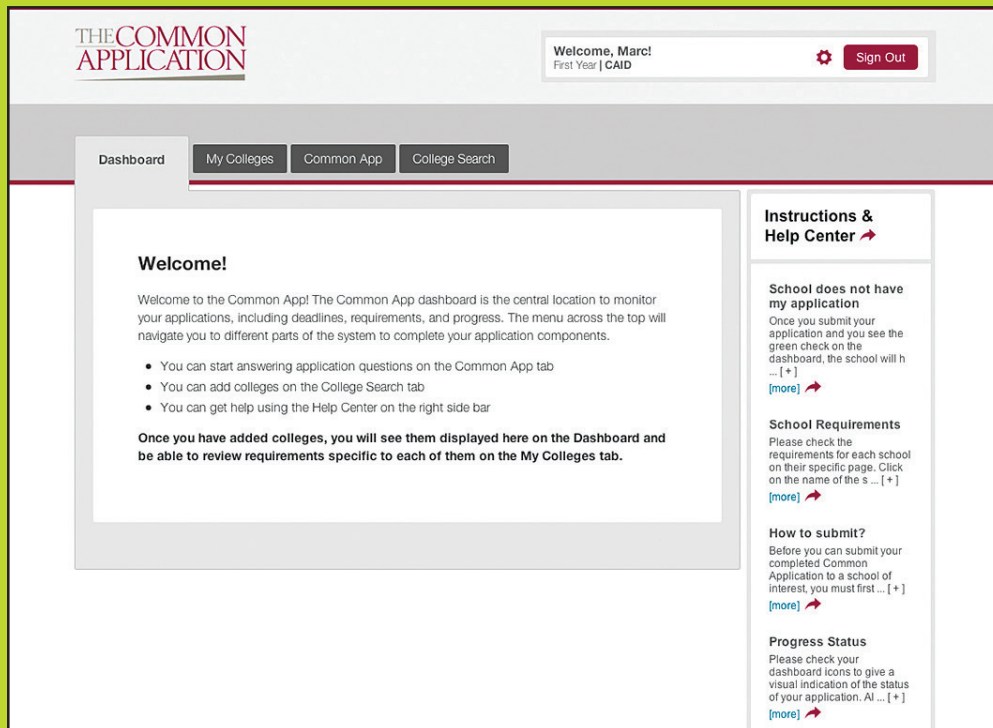 THE COMMON
APPLICATION
Welcome, Marc!
First Year | CAID
Sign Out
Dashboard
My Colleges
Common App
College Search
Welcome!
Welcome to the Common App! The Common App dashboard is the central location to monitor
your applications, including deadlines, requirements, and progress. The menu across the top will
navigate you to different parts of the system to complete your application components.
• You can start answering application questions on the Common App tab
• You can add colleges on the College Search tab
• You can get help using the Help Center on the right side bar
Once you have added colleges, you will see them displayed here on the Dashboard and
be able to review requirements specific to each of them on the My Colleges tab.
Instructions &
Help Center
School does not have
my application
Once you submit your
application and you see the
green check on the
dashboard, the school will h
... [ + ]
[more]
School Requirements
Please check the
requirements for each school
on their specific page. Click
on the name of the s ... [ + ]
[more]
How to submit?
Before you can submit your
completed Common
Application to a school of
interest, you must first ... [ + ]
[more]
Progress Status
Please check your
dashboard icons to give a
visual indication of the status
of your application. Al ... [ + ]
[more]